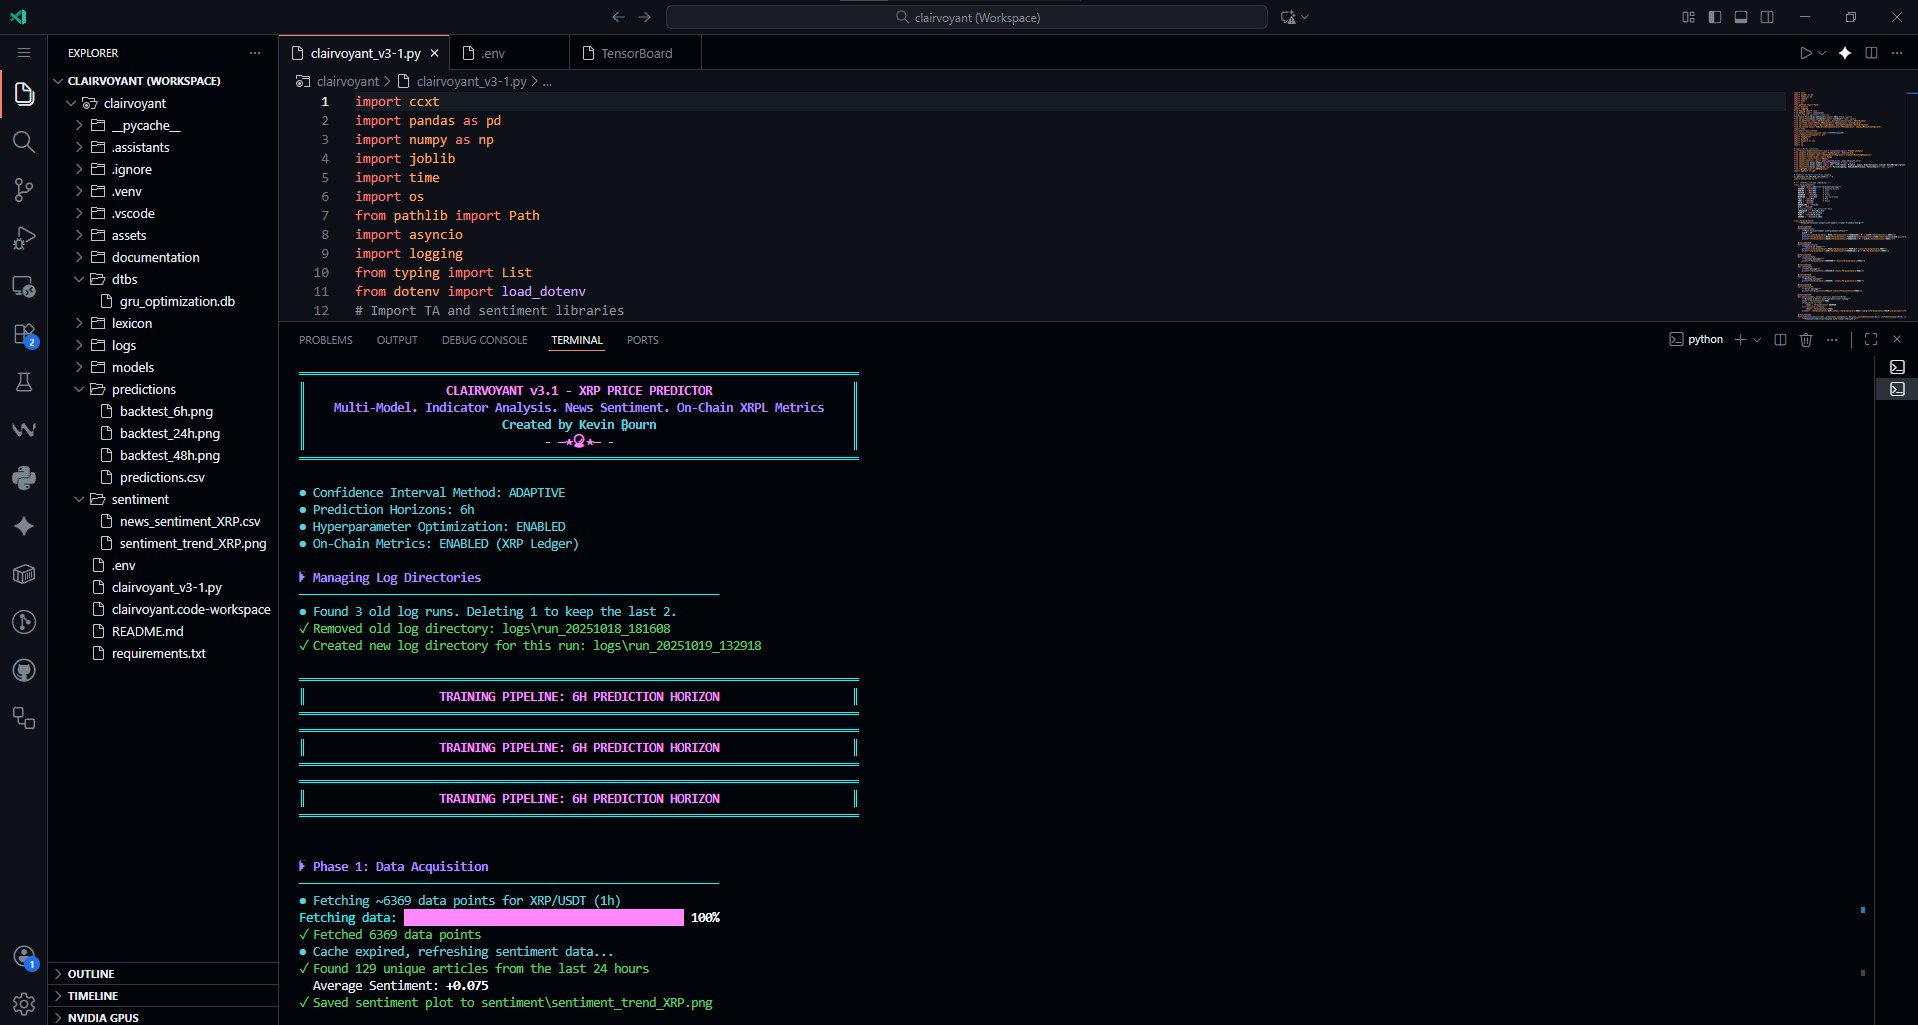 clairvoyant (Workspace)
EXPLORER
CLAIRVOYANT (WORKSPACE)
clairvoyant
__pycache__
.assistants
.ignore
.venv
.vscode
assets
documentation
dtbs
gru_optimization.db
lexicon
logs
models
predictions
backtest_6h.png
backtest_24h.png
backtest_48h.png
predictions.csv
sentiment
news_sentiment_XRP.csv
sentiment_trend_XRP.png
.env
clairvoyant_v3-1.py
clairvoyant.code-workspace
README.md
requirements.txt
OUTLINE
TIMELINE
NVIDIA GPUS
2
1
clairvoyant_v3-1.py
.env
TensorBoard
clairvoyant > clairvoyant_v3-1.py > ...
1 import ccxt
2 import pandas as pd
3 import numpy as np
4 import joblib
5 import time
6 import os
7 from pathlib import Path
8 import asyncio
9 import logging
10 from typing import List
11 from dotenv import load_dotenv
12 # Import TA and sentiment libraries
PROBLEMS OUTPUT DEBUG CONSOLE TERMINAL PORTS
python
CLAIRVOYANT v3.1 - XRP PRICE PREDICTOR
Multi-Model. Indicator Analysis. News Sentiment. On-Chain XRPL Metrics
Created by Kevin ₿ourn
● Confidence Interval Method: ADAPTIVE
● Prediction Horizons: 6h
● Hyperparameter Optimization: ENABLED
● On-Chain Metrics: ENABLED (XRP Ledger)
Managing Log Directories
● Found 3 old log runs. Deleting 1 to keep the last 2.
✓ Removed old log directory: logs\run_20251018_181608
✓ Created new log directory for this run: logs\run_20251019_132918
TRAINING PIPELINE: 6H PREDICTION HORIZON
TRAINING PIPELINE: 6H PREDICTION HORIZON
TRAINING PIPELINE: 6H PREDICTION HORIZON
Phase 1: Data Acquisition
● Fetching ~6369 data points for XRP/USDT (1h)
Fetching data: 100%
✓ Fetched 6369 data points
● Cache expired, refreshing sentiment data...
✓ Found 129 unique articles from the last 24 hours
Average Sentiment: +0.075
✓ Saved sentiment plot to sentiment\sentiment_trend_XRP.png